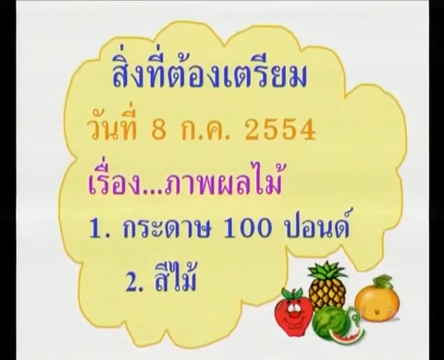 สิ่งที่ต้องเตรียม
วันที่ 8 ก.ค. 2554
เรื่อง...ภาพผลไม้
1. กระดาษ 100 ปอนด์
2. สีไม้